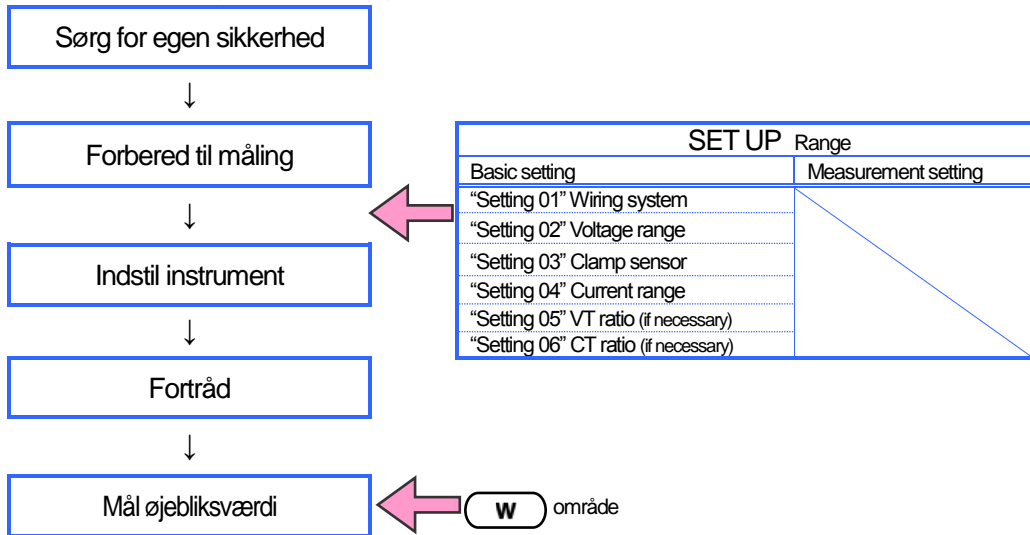 Sørg for egen sikkerhed
↓
Forbered til måling
↓
Indstil instrument
↓
Fortråd
↓
Mål øjebliksværdi
SET UP Range
Basic setting Measurement setting
“Setting 01” Wiring system
“Setting 02” Voltage range
“Setting 03” Clamp sensor
“Setting 04” Current range
“Setting 05” VT ratio (if necessary)
“Setting 06” CT ratio (if necessary)
W område